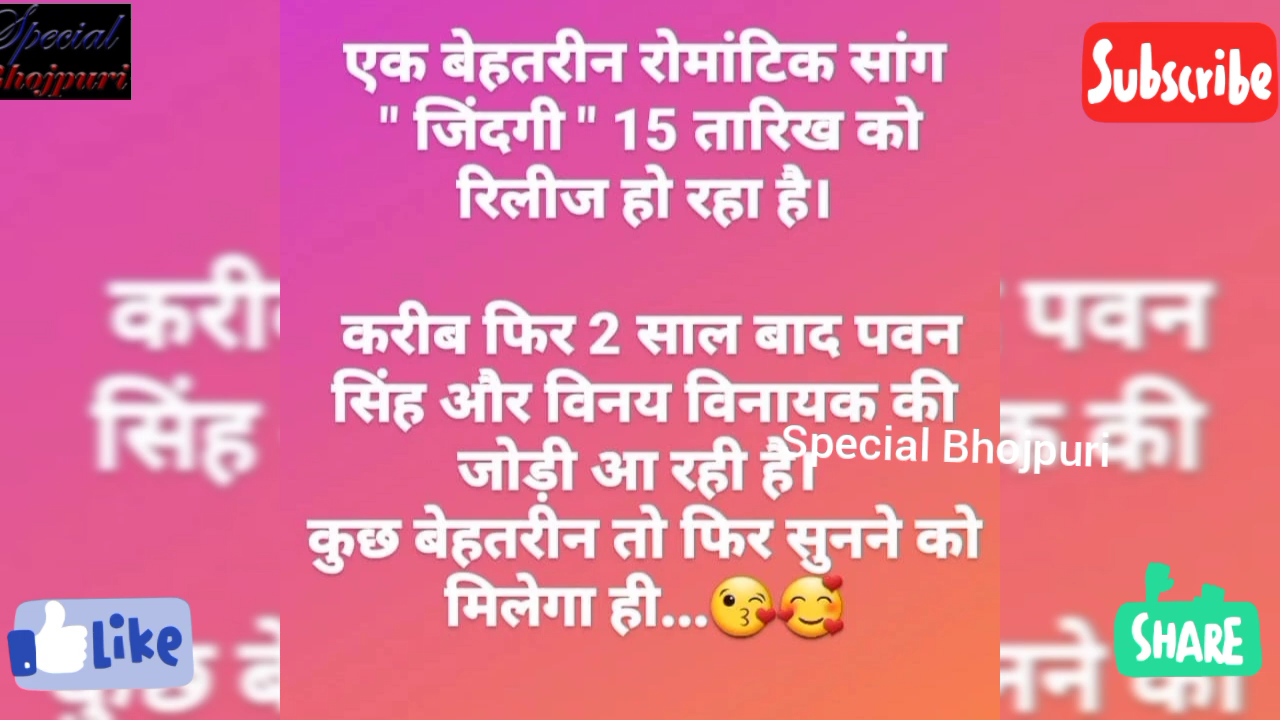 Special
Bhojpuri
Subscribe
एक बेहतरीन रोमांटिक सांग
" जिंदगी " 15 तारिख को
रिलीज हो रहा है।
करीब फिर 2 साल बाद पवन
सिंह और विनय विनायक की
जोड़ी आ रही है।
Special Bhojpuri
कुछ बेहतरीन तो फिर सुनने को
मिलेगा ही...😘🥰
Like
SHARE